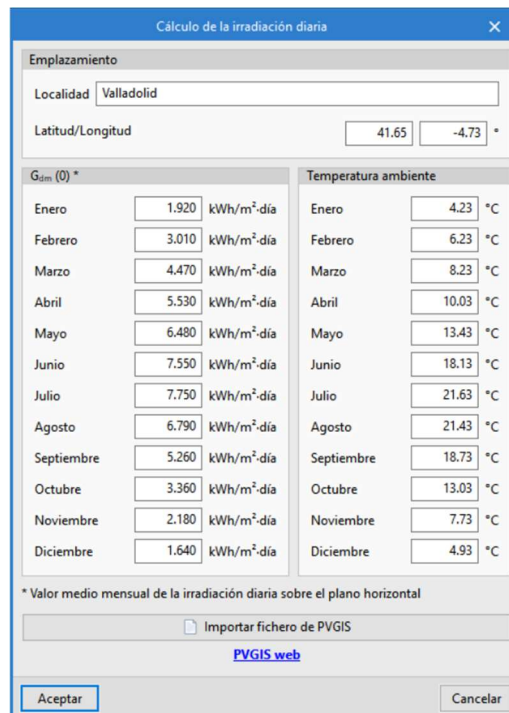 Cálculo de la irradiación diaria
Emplazamiento
Localidad Valladolid
Latitud/Longitud 41.65 -4.73 °
Gdm (0) * Temperatura ambiente
Enero 1.920 kWh/m²·día Enero 4.23 °C
Febrero 3.010 kWh/m²·día Febrero 6.23 °C
Marzo 4.470 kWh/m²·día Marzo 8.23 °C
Abril 5.530 kWh/m²·día Abril 10.03 °C
Mayo 6.480 kWh/m²·día Mayo 13.43 °C
Junio 7.550 kWh/m²·día Junio 18.13 °C
Julio 7.750 kWh/m²·día Julio 21.63 °C
Agosto 6.790 kWh/m²·día Agosto 21.43 °C
Septiembre 5.260 kWh/m²·día Septiembre 18.73 °C
Octubre 3.360 kWh/m²·día Octubre 13.03 °C
Noviembre 2.180 kWh/m²·día Noviembre 7.73 °C
Diciembre 1.640 kWh/m²·día Diciembre 4.93 °C
* Valor medio mensual de la irradiación diaria sobre el plano horizontal
Importar fichero de PVGIS
PVGIS web
Aceptar Cancelar